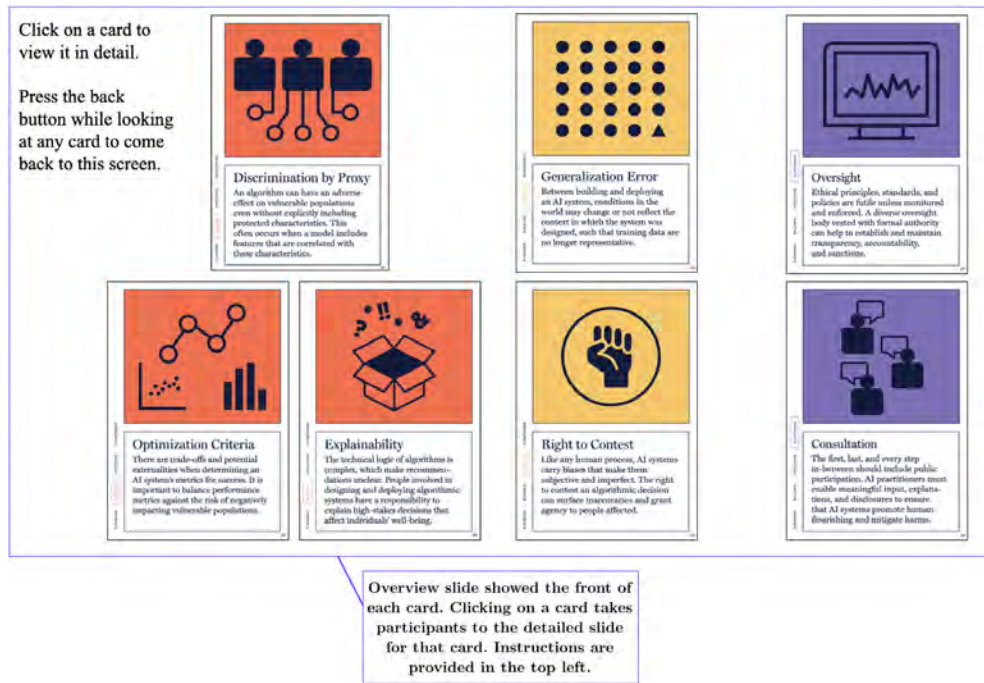 Click on a card to
view it in detail.
Press the back
button while looking
at any card to come
back to this screen.
Discrimination by Proxy
An algorithm can have an adverse
effect on vulnerable populations
even without explicitly including
protected characteristics. This
often occurs when a model includes
features that are correlated with
these characteristics.
Generalization Error
Between building and deploying
an AI system, conditions in the
world may change or not reflect the
context in which the system was
designed, such that training data are
no longer representative.
Oversight
Ethical principles, standards, and
policies are futile unless monitored
and enforced. A diverse oversight
body vested with formal authority
can help to establish and maintain
transparency, accountability,
and sanctions.
Optimization Criteria
There are trade-offs and potential
externalities when determining an
AI system's metrics for success. It is
important to balance performance
metrics against the risk of negatively
impacting vulnerable populations.
Explainability
The technical logic of algorithms is
complex, which make recommen-
dations unclear. People involved in
designing and deploying algorithmic
systems have a responsibility to
explain high-stakes decisions that
affect individuals' well-being.
Right to Contest
Like any human process, AI systems
carry biases that make them
subjective and imperfect. The right
to contest an algorithmic decision
can surface inaccuracies and grant
agency to people affected.
Consultation
The first, last, and every step
in-between should include public
participation. AI practitioners must
enable meaningful input, explana-
tions, and disclosures to ensure
that AI systems promote human
flourishing and mitigate harms.
Overview slide showed the front of
each card. Clicking on a card takes
participants to the detailed slide
for that card. Instructions are
provided in the top left.